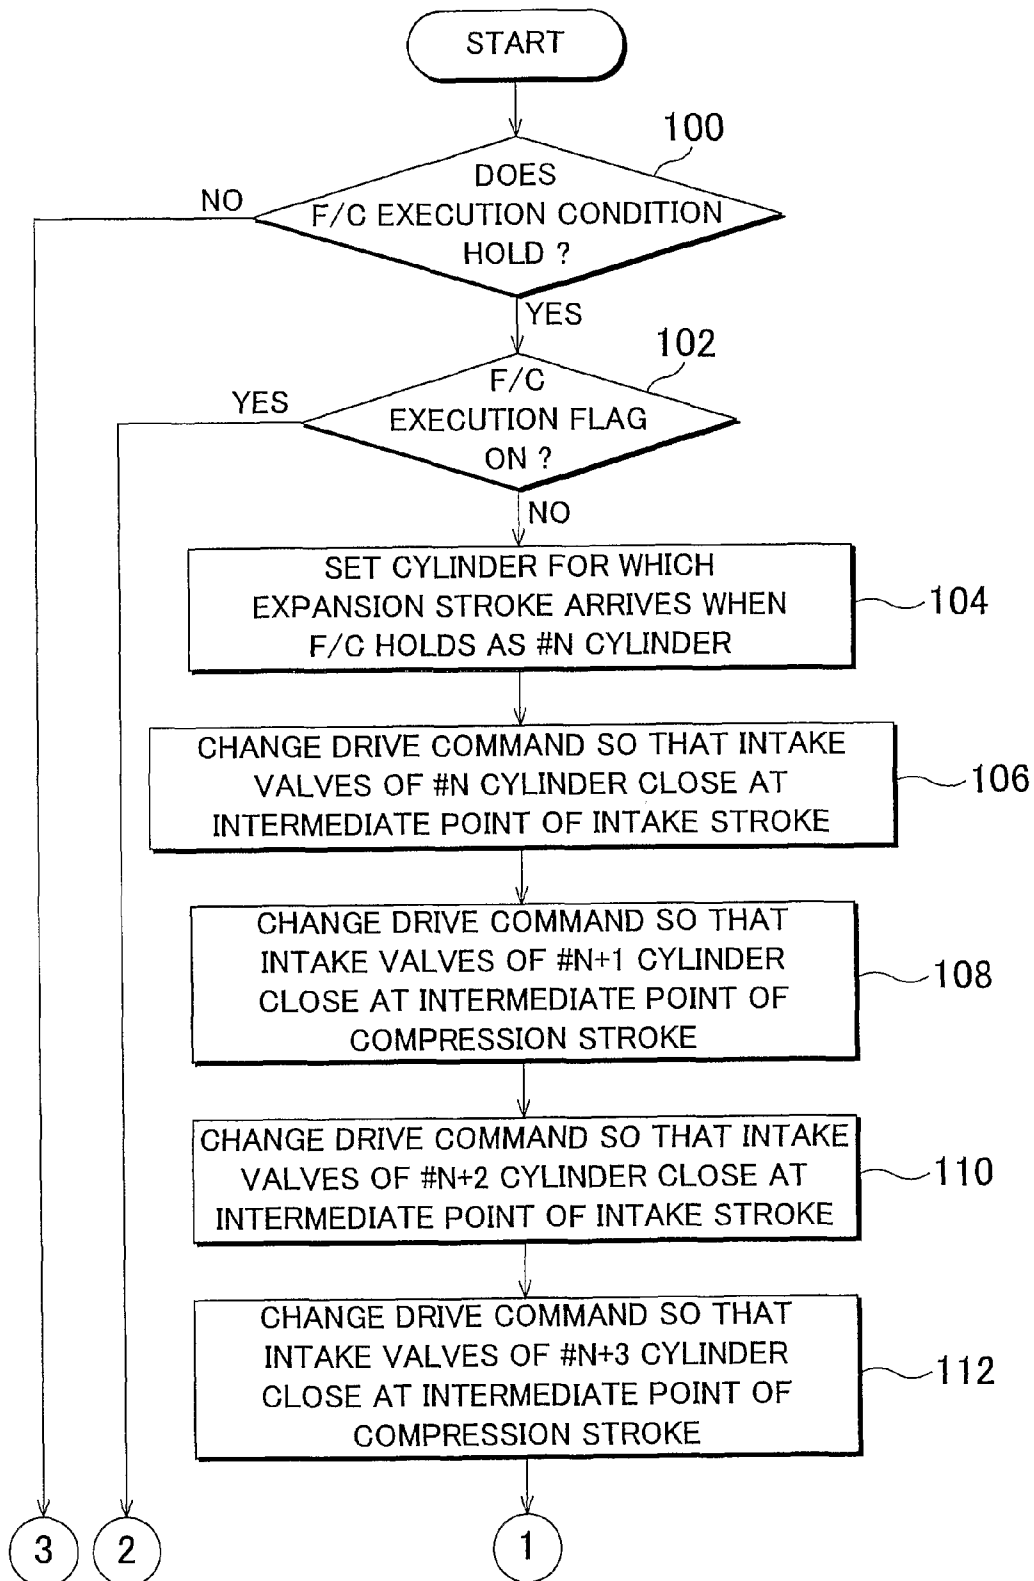 START
100
DOES
F/C EXECUTION CONDITION
HOLD ?
NO
YES
102
F/C
EXECUTION FLAG
ON ?
YES
NO
SET CYLINDER FOR WHICH
EXPANSION STROKE ARRIVES WHEN
F/C HOLDS AS #N CYLINDER
104
CHANGE DRIVE COMMAND SO THAT INTAKE
VALVES OF #N CYLINDER CLOSE AT
INTERMEDIATE POINT OF INTAKE STROKE
106
CHANGE DRIVE COMMAND SO THAT
INTAKE VALVES OF #N+1 CYLINDER
CLOSE AT INTERMEDIATE POINT OF
COMPRESSION STROKE
108
CHANGE DRIVE COMMAND SO THAT INTAKE
VALVES OF #N+2 CYLINDER CLOSE AT
INTERMEDIATE POINT OF INTAKE STROKE
110
CHANGE DRIVE COMMAND SO THAT
INTAKE VALVES OF #N+3 CYLINDER
CLOSE AT INTERMEDIATE POINT OF
COMPRESSION STROKE
112
3
2
1